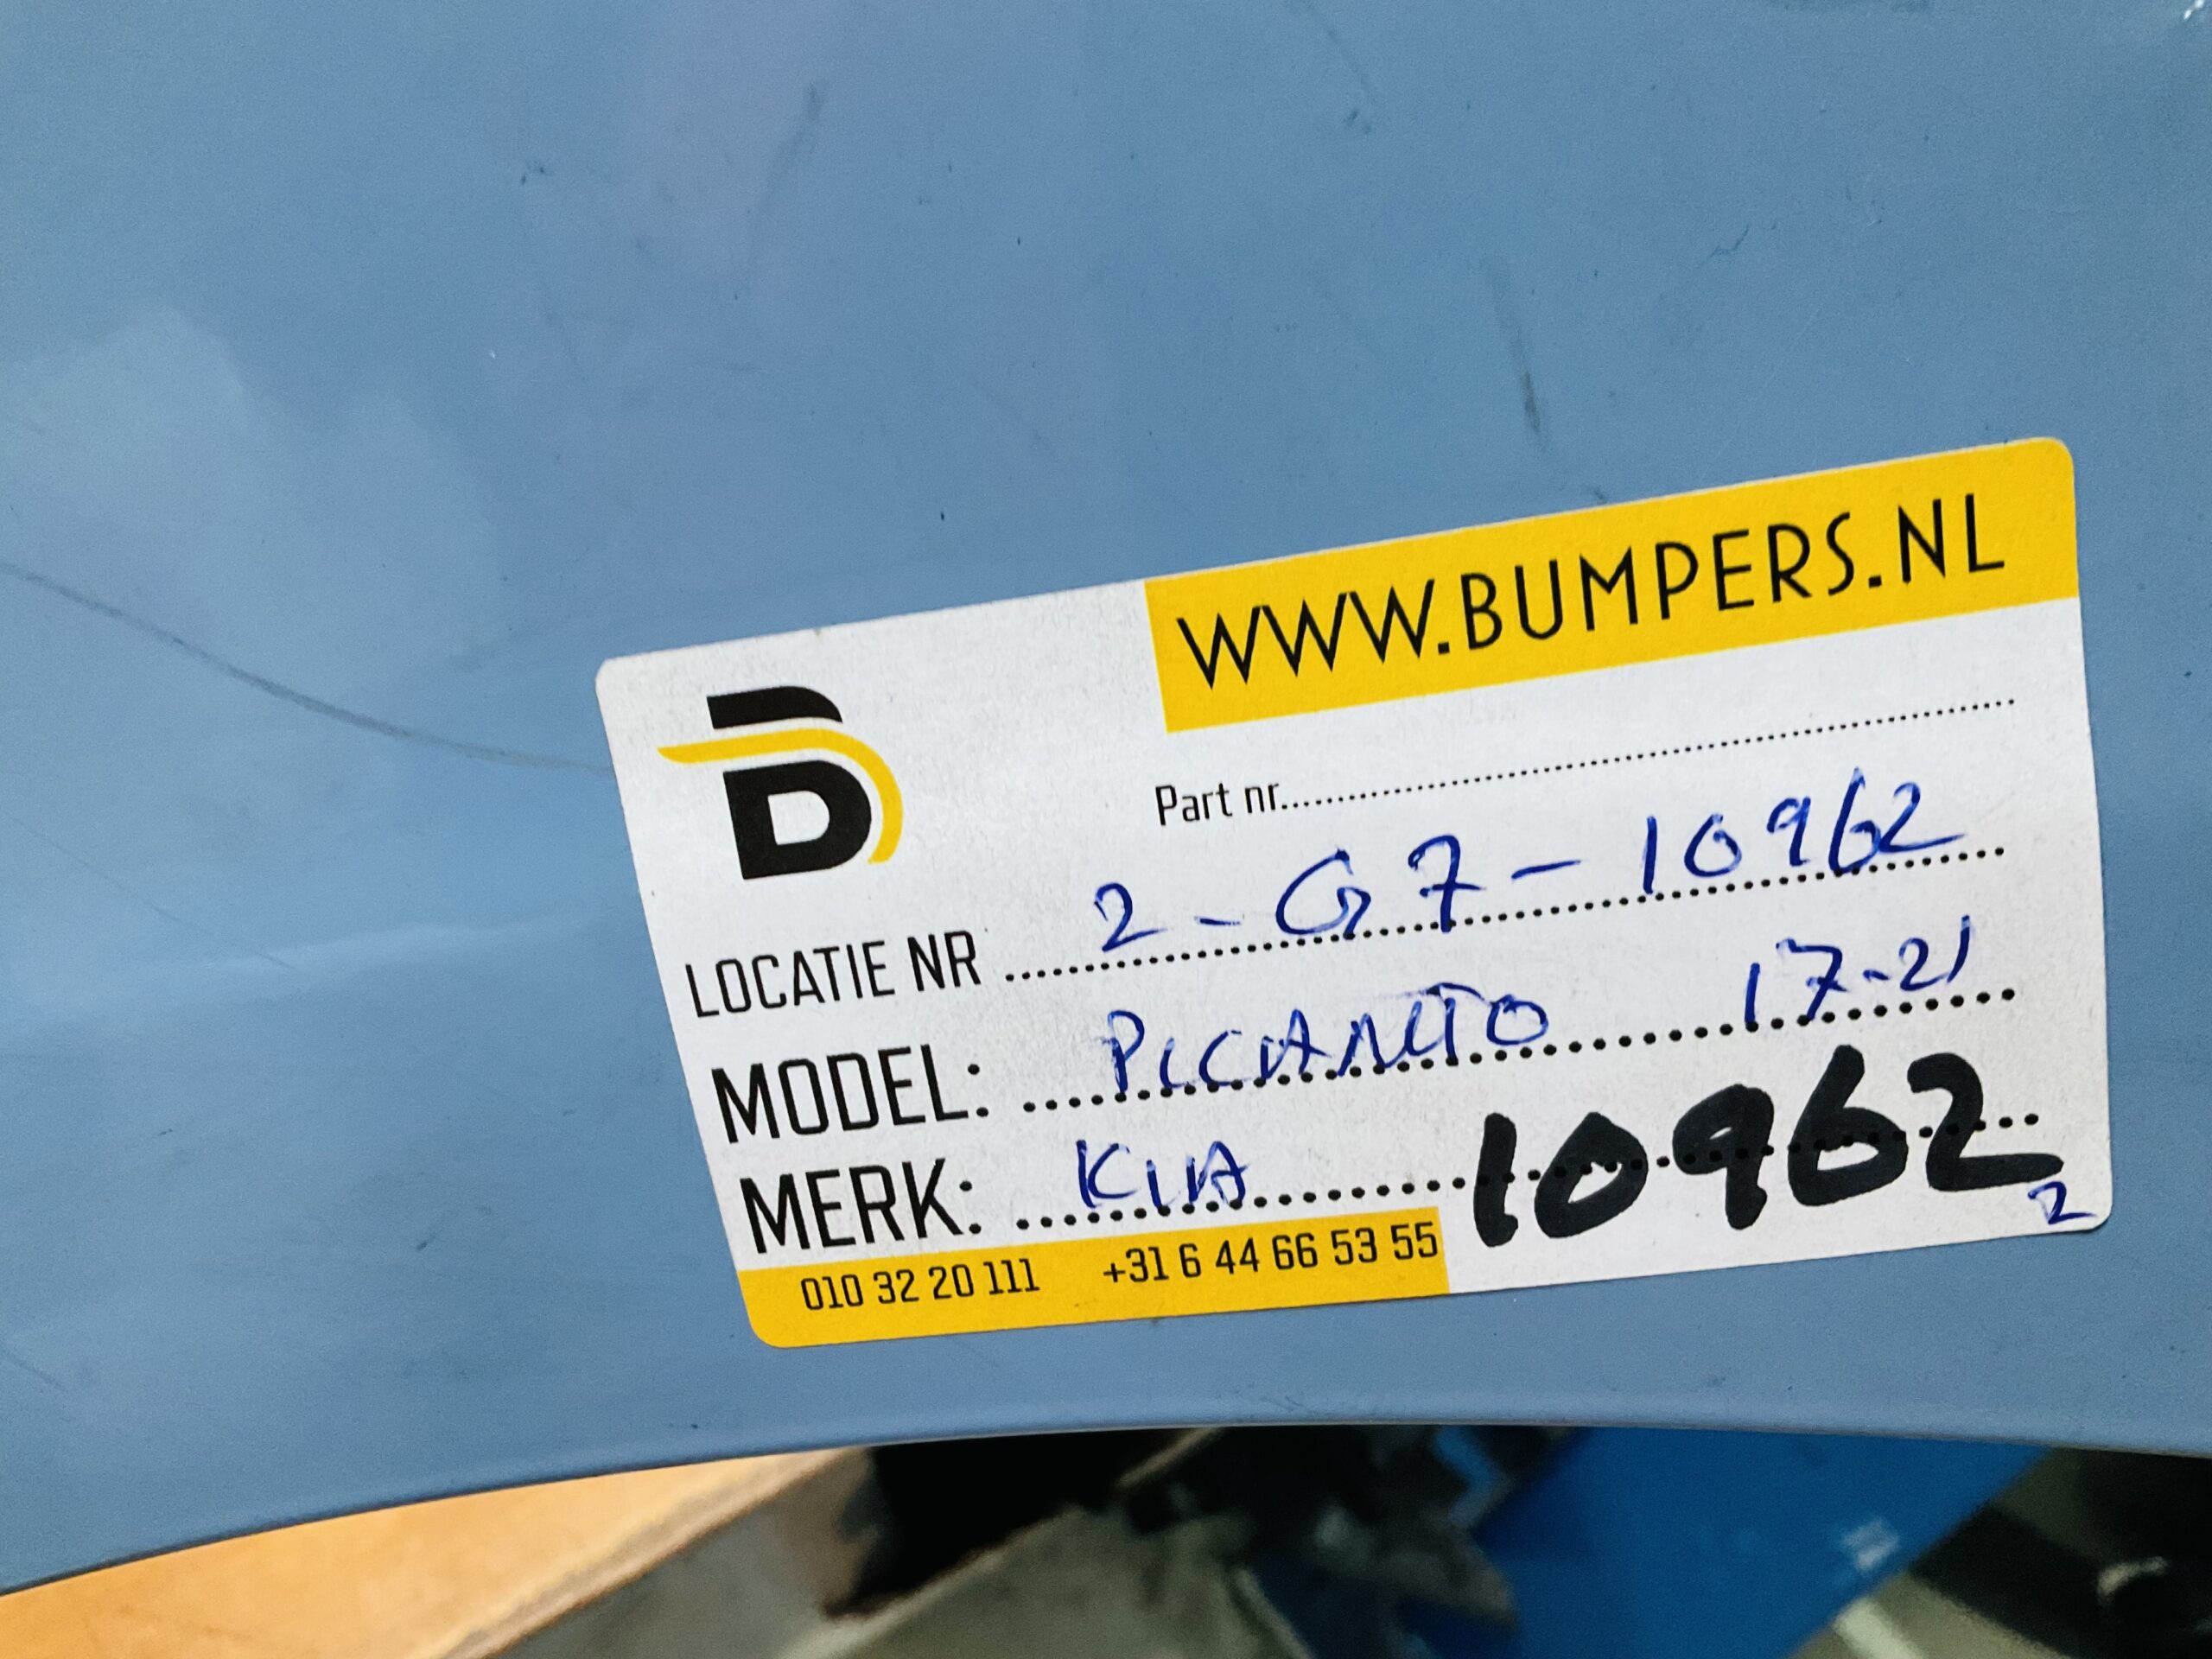 WWW.BUMPERS.NL
Part nr..........
LOCATIE NR 2 - G7 - 10962
MODEL: PICANTO 17-21
MERK: KIA 10962
2
010 32 20 111 +31 6 44 66 53 55